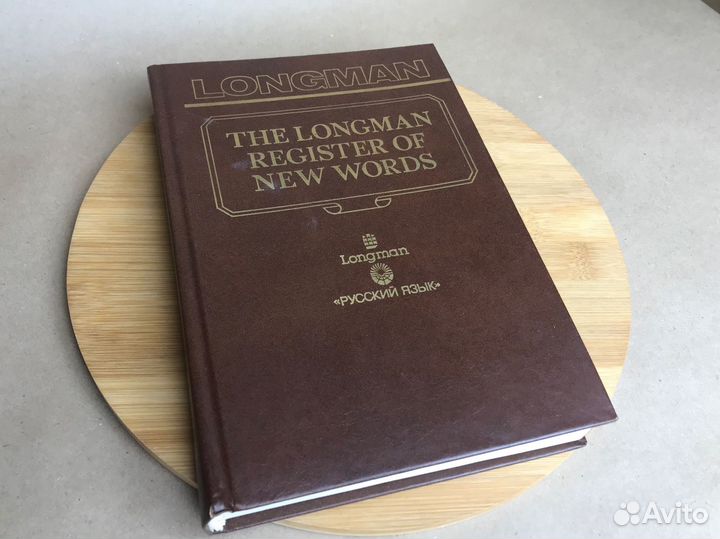 LONGMAN
THE LONGMAN
REGISTER OF
NEW WORDS
Longman
«РУССКИЙ ЯЗЫК»
Avito